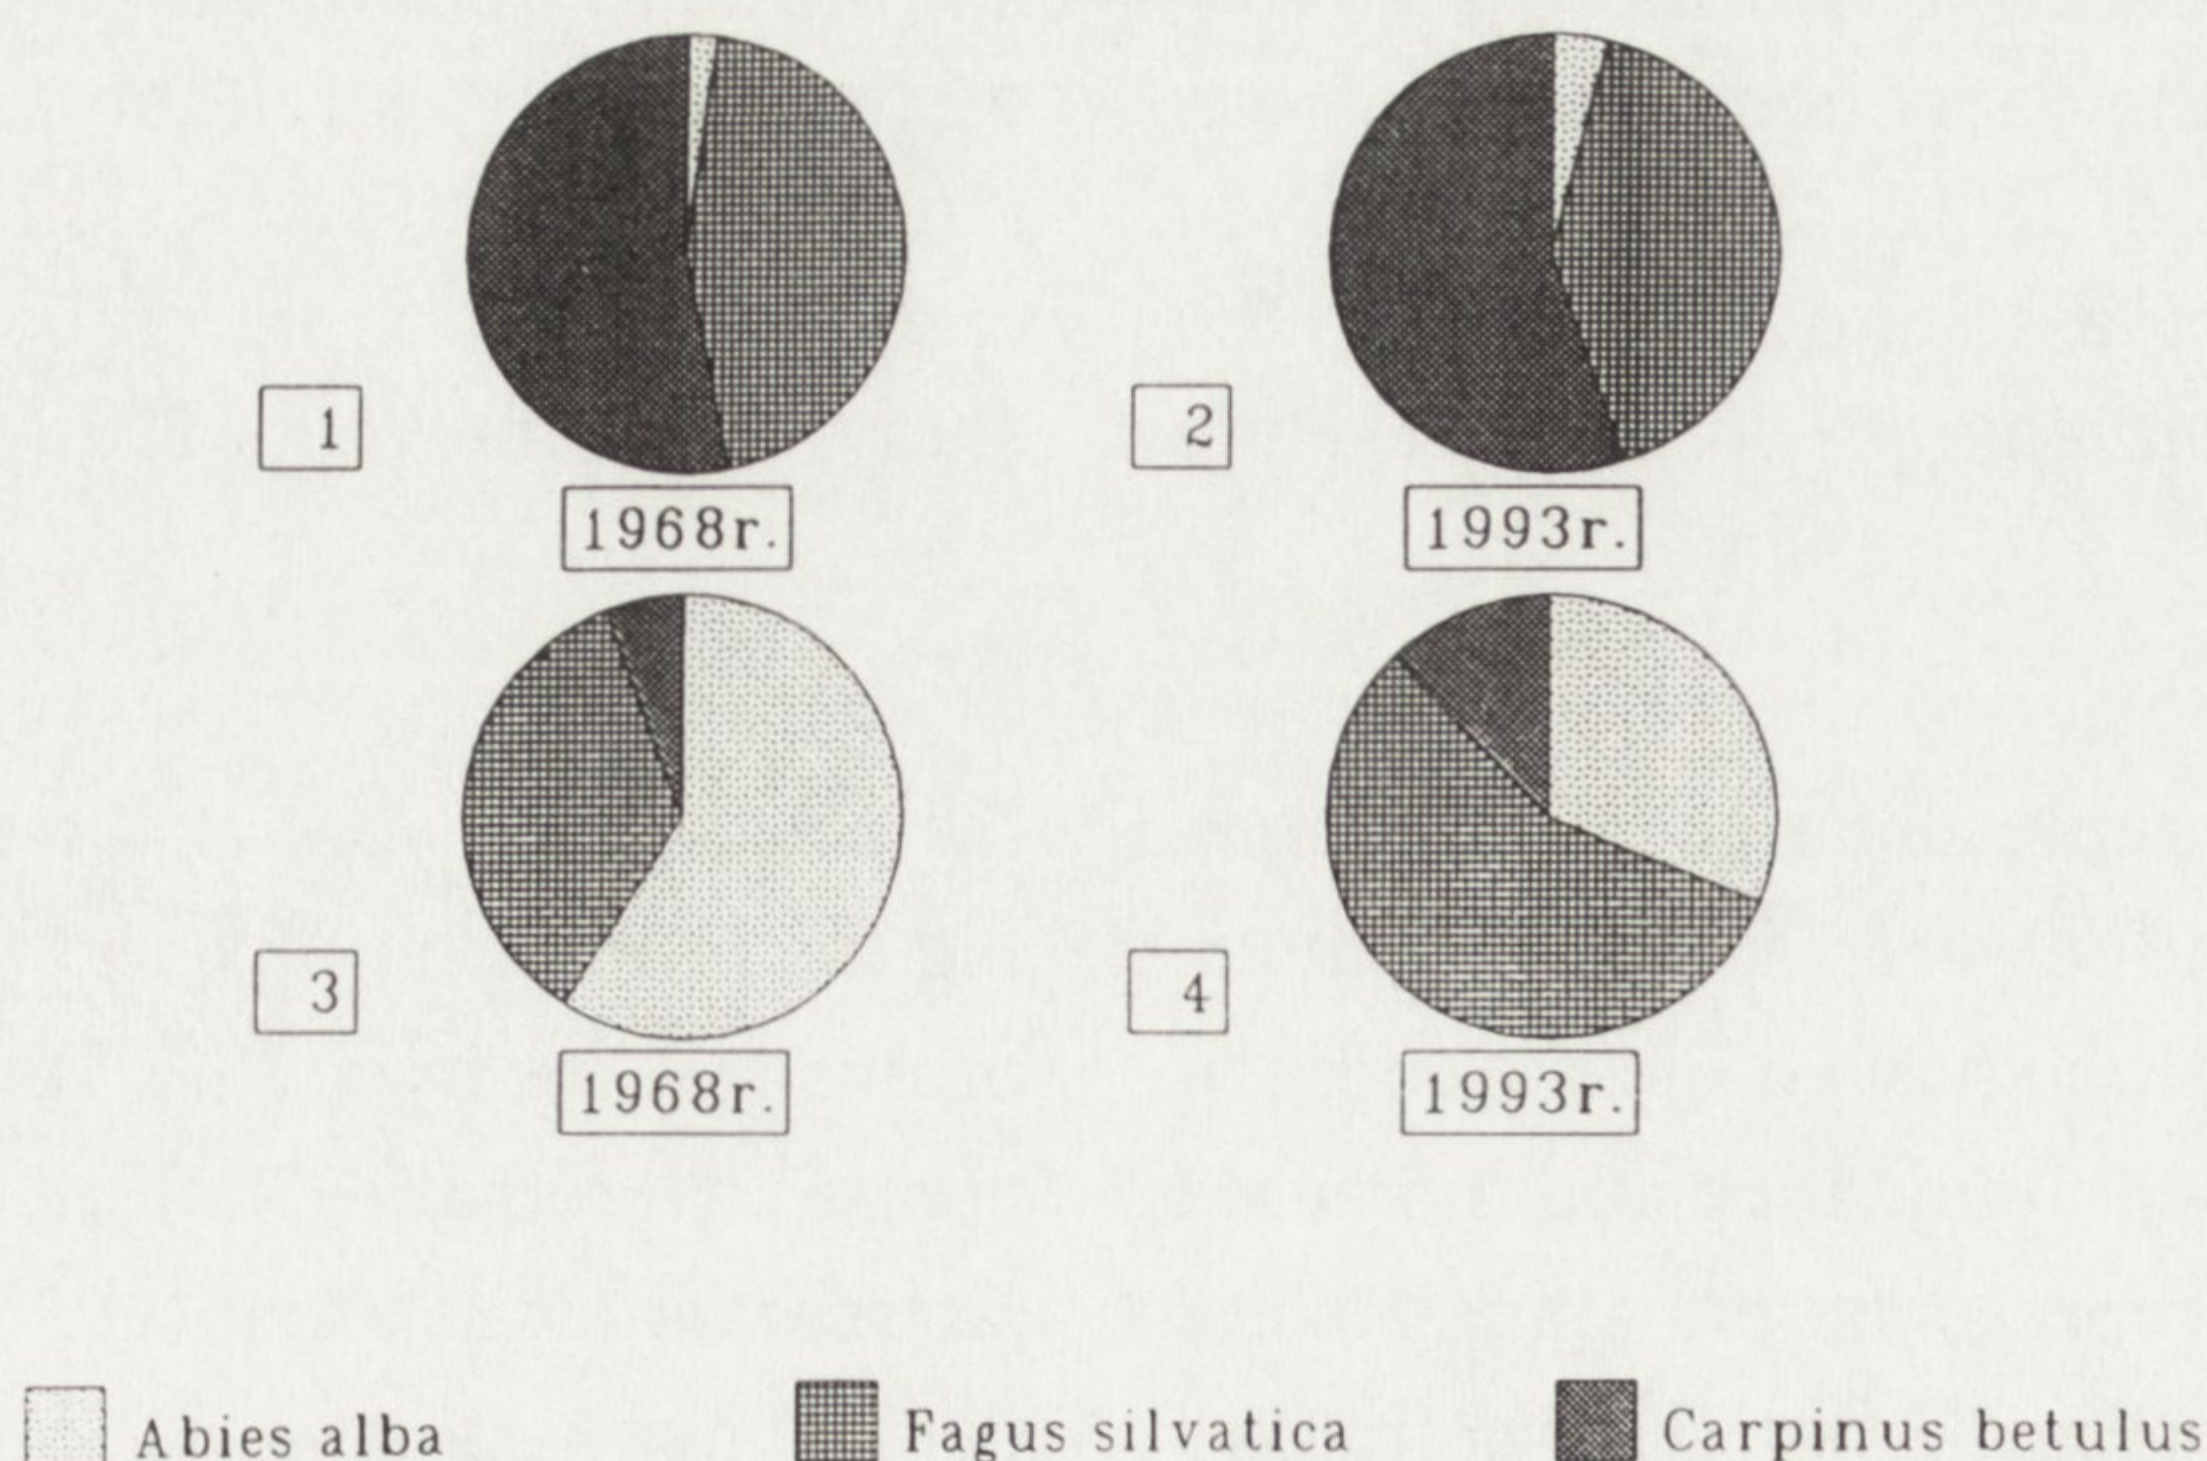 1
2
1968r.
1993r.
3
4
1968r.
1993r.
Abies alba
Fagus silvatica
Carpinus betulus